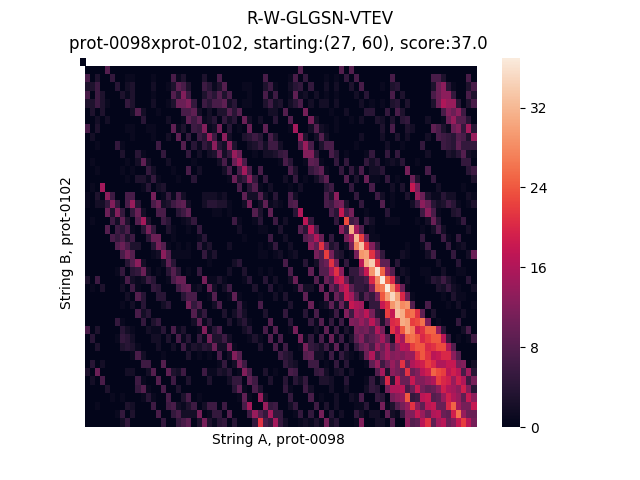 R-W-GLGSN-VTEV
prot-0098xprot-0102, starting:(27, 60), score:37.0
32
24
16
8
0
String B, prot-0102
String A, prot-0098